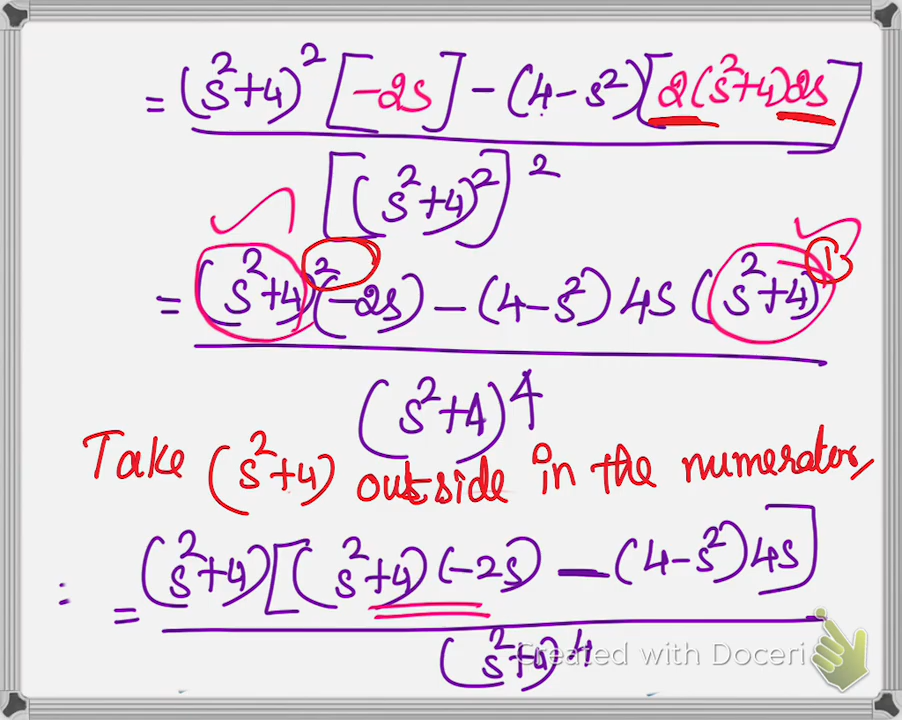 = (s²+4)² [-2s] - (4-s²)[2(s²+4)2s]
[(s²+4)²]²
= (s²+4)²(-2s) - (4-s²) 4s (s²+4)¹
(s²+4)⁴
Take (s²+4) outside in the numerator,
∴ = (s²+4)[(s²+4)(-2s) - (4-s²)4s]
(s²+4)⁴
Created with Doceri